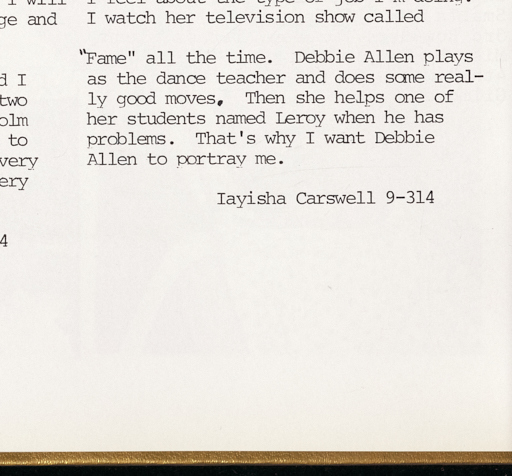 ge and
d I
two
olm
to
very
ery
4
I watch her television show called
"Fame" all the time. Debbie Allen plays
as the dance teacher and does some real-
ly good moves. Then she helps one of
her students named Leroy when he has
problems. That's why I want Debbie
Allen to portray me.
Iayisha Carswell 9-314